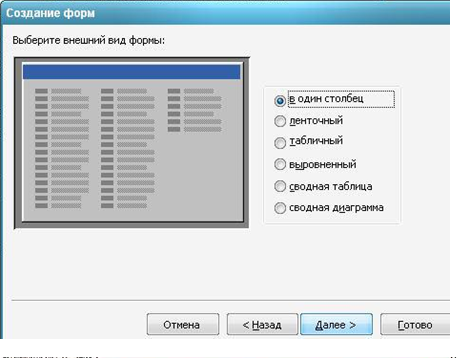 Создание форм
Выберите внешний вид формы:
в один столбец
ленточный
табличный
выровненный
сводная таблица
сводная диаграмма
Отмена
< Назад
Далее >
Готово